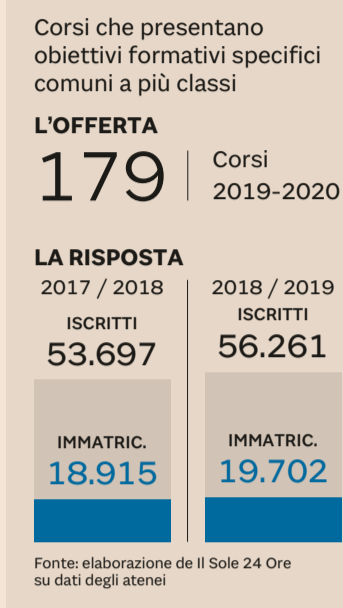 Corsi che presentano
obiettivi formativi specifici
comuni a più classi
L'OFFERTA
179
Corsi
2019-2020
LA RISPOSTA
2017 / 2018
ISCRITTI
53.697
IMMATRIC.
18.915
2018 / 2019
ISCRITTI
56.261
IMMATRIC.
19.702
Fonte: elaborazione de Il Sole 24 Ore
su dati degli atenei